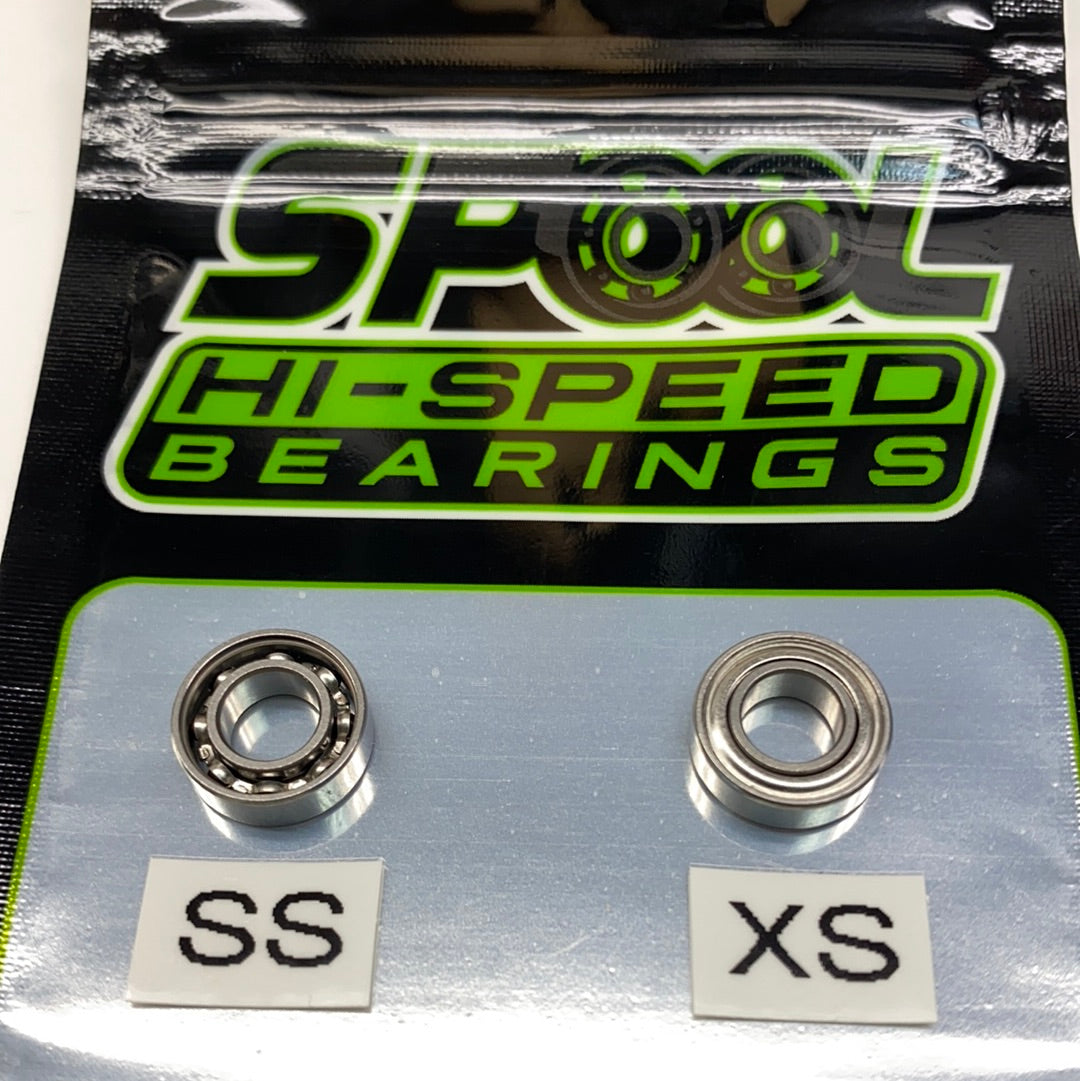 SPOOL
HI-SPEED
BEARINGS
SS XS